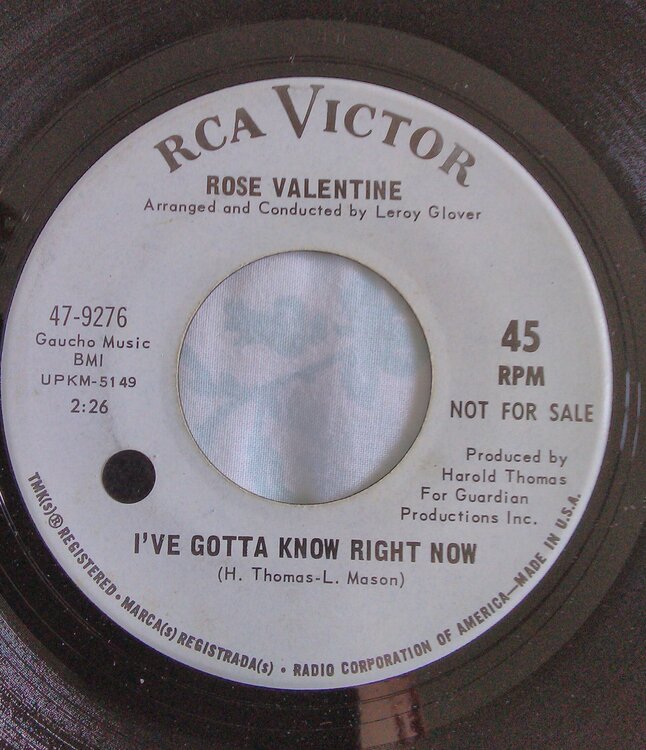 RCA VICTOR
ROSE VALENTINE
Arranged and Conducted by Leroy Glover
47-9276
Gaucho Music
BMI
UPKM-5149
2:26
45
RPM
NOT FOR SALE
Produced by
Harold Thomas
For Guardian
Productions Inc.
I'VE GOTTA KNOW RIGHT NOW
(H. Thomas-L. Mason)
TMK(s)® REGISTERED • MARCA(s) REGISTRADA(s) • RADIO CORPORATION OF AMERICA—MADE IN U.S.A.